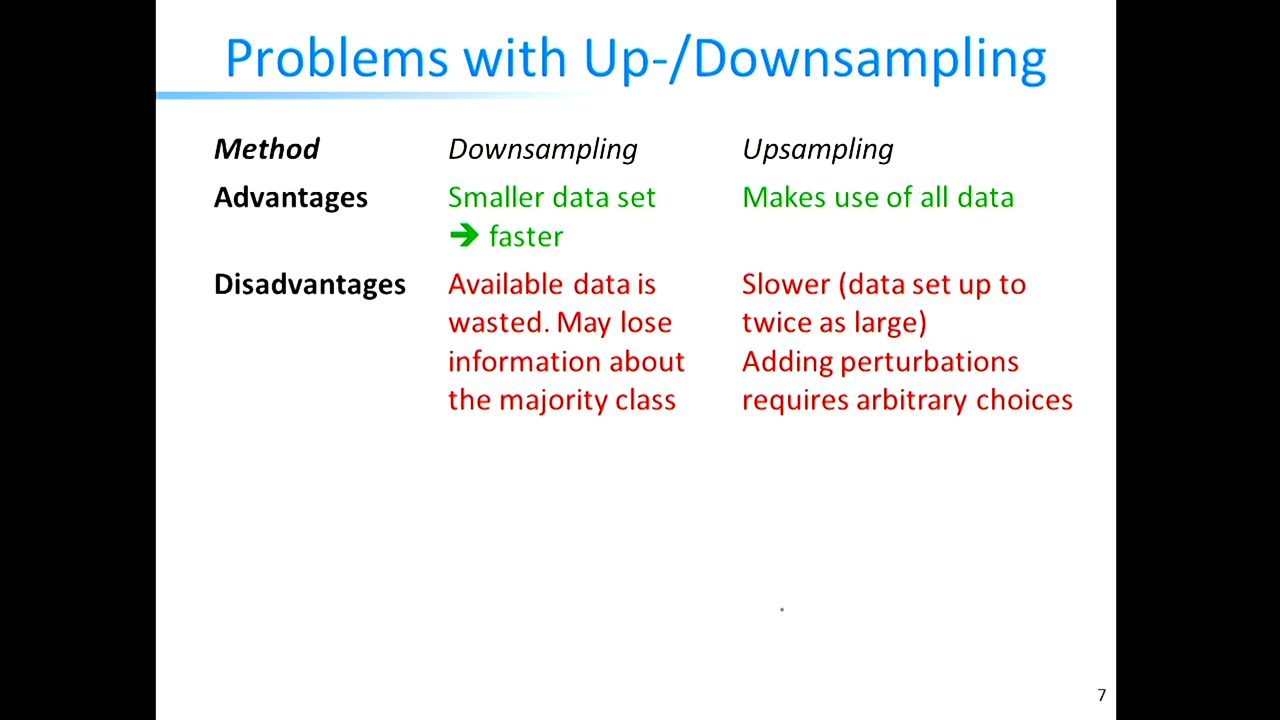 Problems with Up-/Downsampling
Method Downsampling Upsampling
Advantages Smaller data set Makes use of all data
➔ faster
Disadvantages Available data is Slower (data set up to
wasted. May lose twice as large)
information about Adding perturbations
the majority class requires arbitrary choices
7